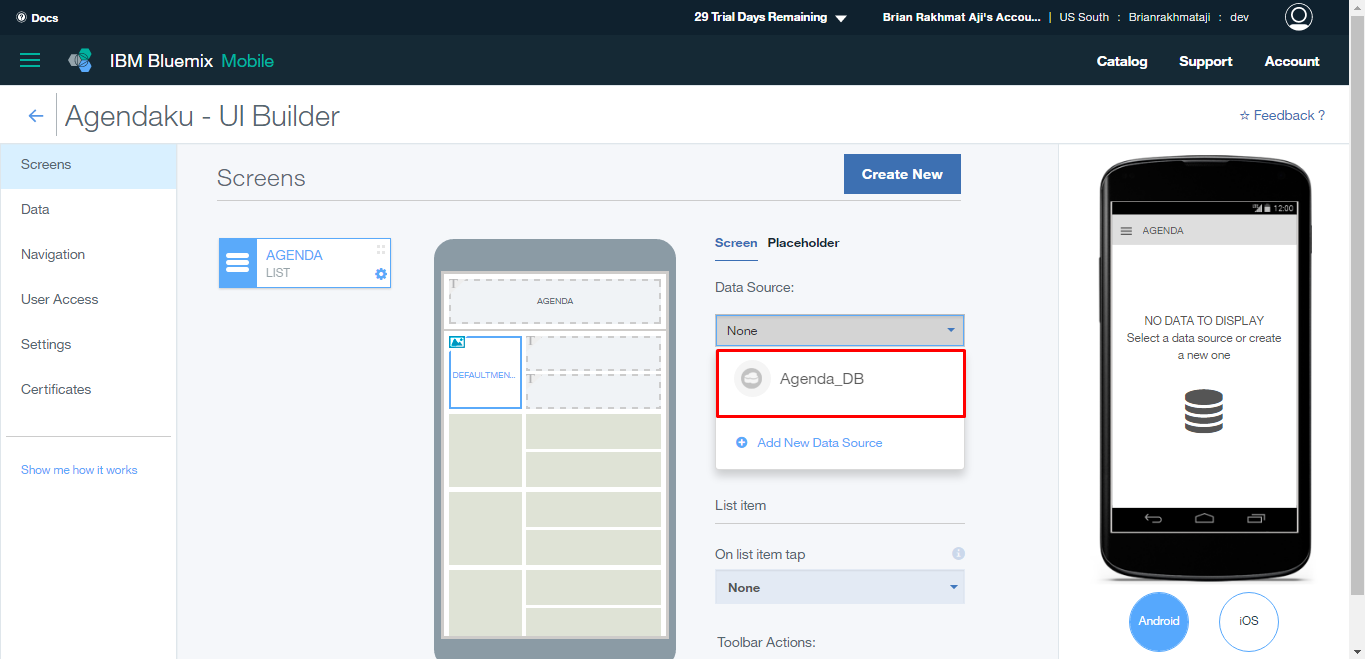 Docs
29 Trial Days Remaining
Brian Rakhmat Aji's Accou... | US South : Brianrakhmataji : dev
IBM Bluemix Mobile
Catalog
Support
Account
Agendaku - UI Builder
Feedback ?
Screens
Data
Navigation
User Access
Settings
Certificates
Show me how it works
Screens
Create New
AGENDA
LIST
AGENDA
T
DEFAULTMEN...
T
T
Screen
Placeholder
Data Source:
None
Agenda_DB
Add New Data Source
List item
On list item tap
None
Toolbar Actions:
12:00
AGENDA
NO DATA TO DISPLAY
Select a data source or create
a new one
Android
iOS